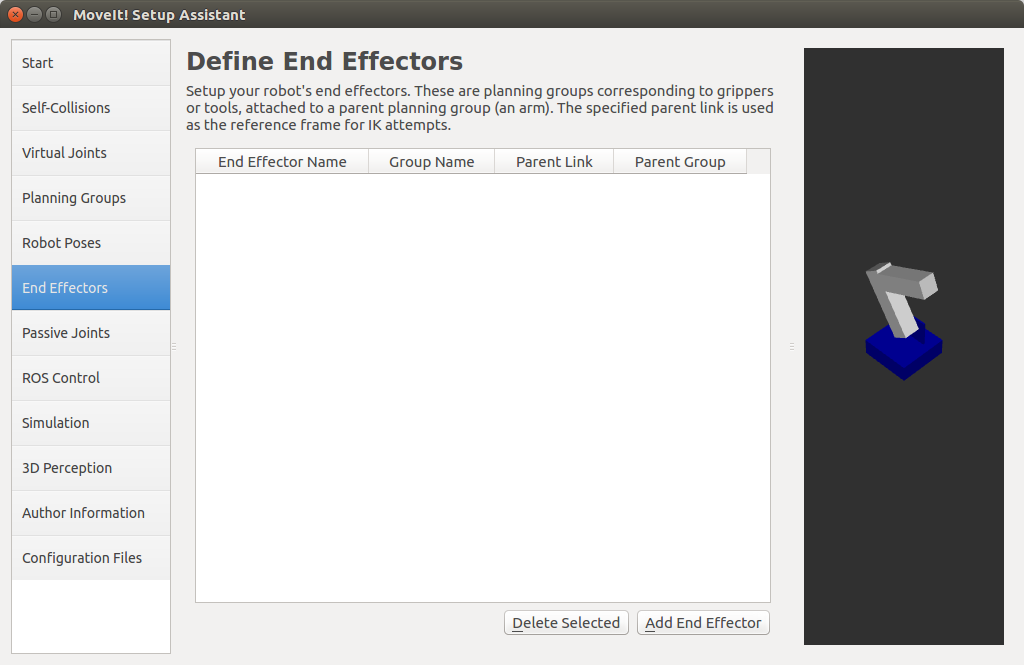 MoveIt! Setup Assistant
Start
Self-Collisions
Virtual Joints
Planning Groups
Robot Poses
End Effectors
Passive Joints
ROS Control
Simulation
3D Perception
Author Information
Configuration Files
Define End Effectors
Setup your robot's end effectors. These are planning groups corresponding to grippers
or tools, attached to a parent planning group (an arm). The specified parent link is used
as the reference frame for IK attempts.
End Effector Name Group Name Parent Link Parent Group
Delete Selected Add End Effector